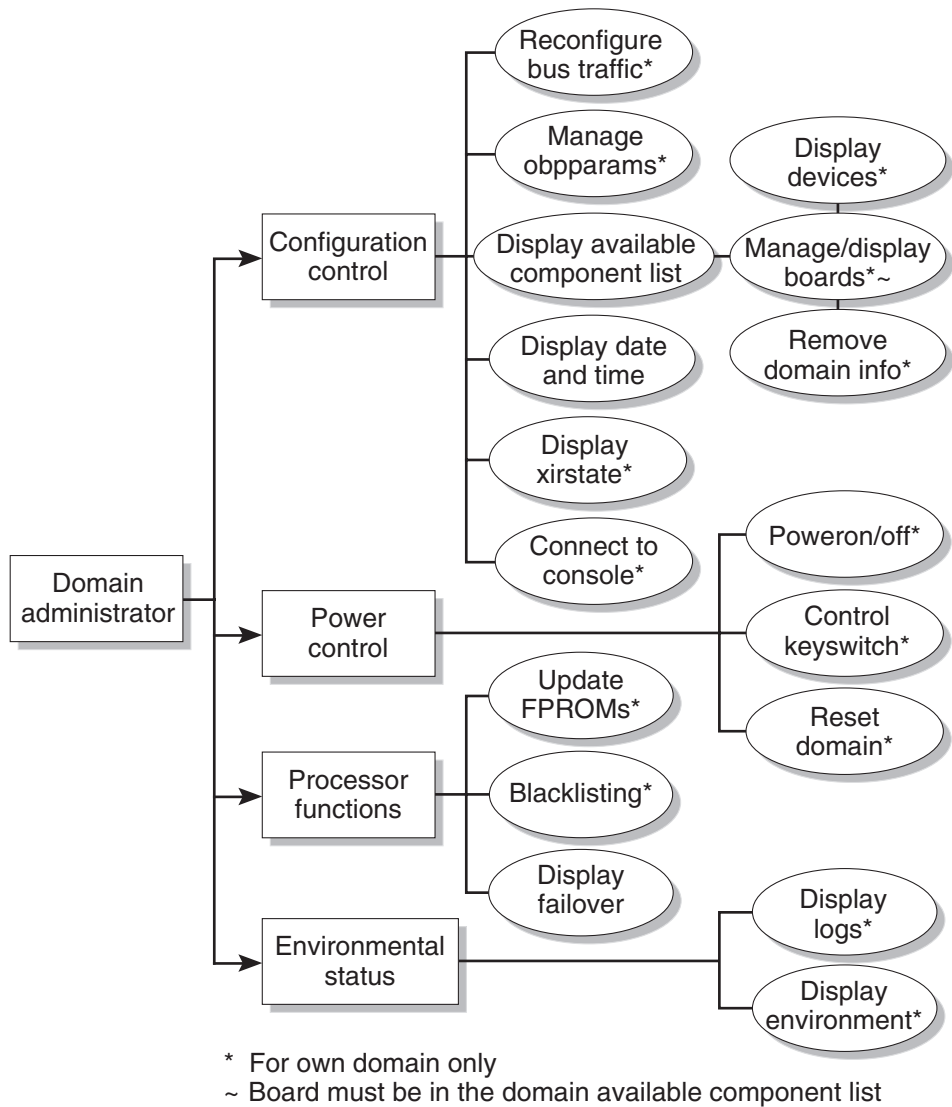 Reconfigure
bus traffic*
Manage
obpparams*
Display
devices*
Configuration
control
Display available
component list
Manage/display
boards*~
Display date
and time
Remove
domain info*
Display
xirstate*
Connect to
console*
Poweron/off*
Domain
administrator
Power
control
Control
keyswitch*
Update
FPROMs*
Reset
domain*
Processor
functions
Blacklisting*
Display
failover
Display
logs*
Environmental
status
Display
environment*
* For own domain only
~ Board must be in the domain available component list